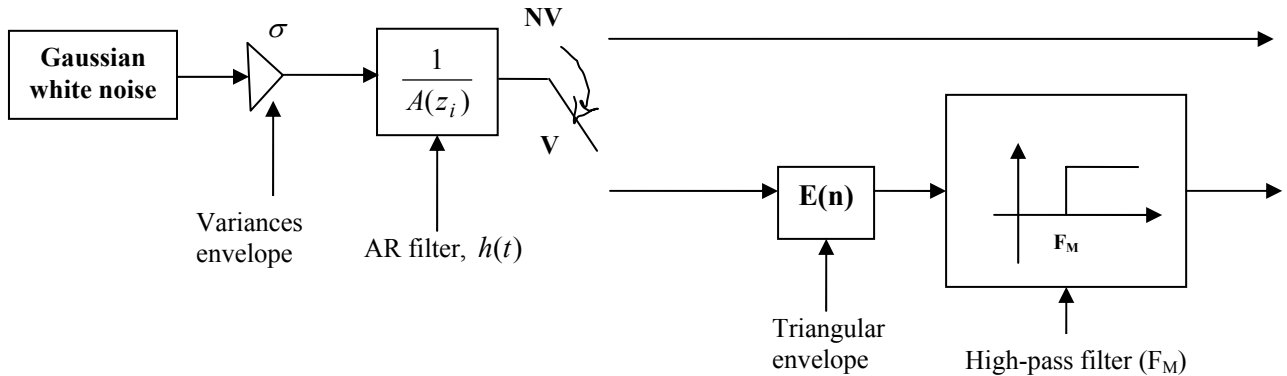 σ
NV
Gaussian
white noise
1
A(z_i)
V
E(n)
F_M
Variances
envelope
AR filter, h(t)
Triangular
envelope
High-pass filter (F_M)